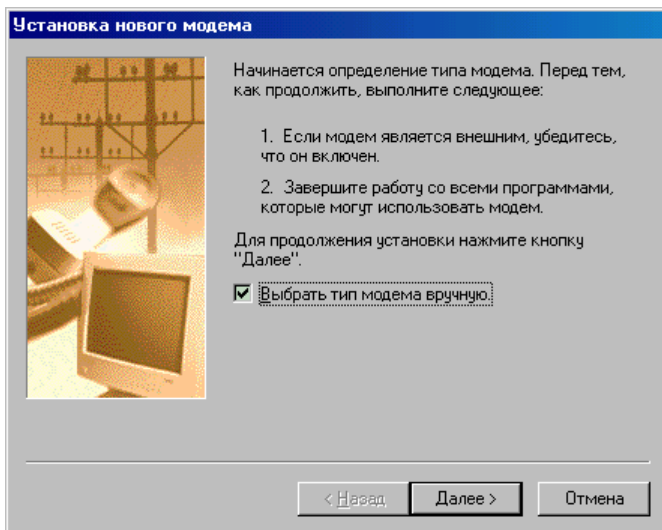 Установка нового модема
Начинается определение типа модема. Перед тем,
как продолжить, выполните следующее:
1. Если модем является внешним, убедитесь,
что он включен.
2. Завершите работу со всеми программами,
которые могут использовать модем.
Для продолжения установки нажмите кнопку
"Далее".
Выбрать тип модема вручную.
< Назад
Далее >
Отмена